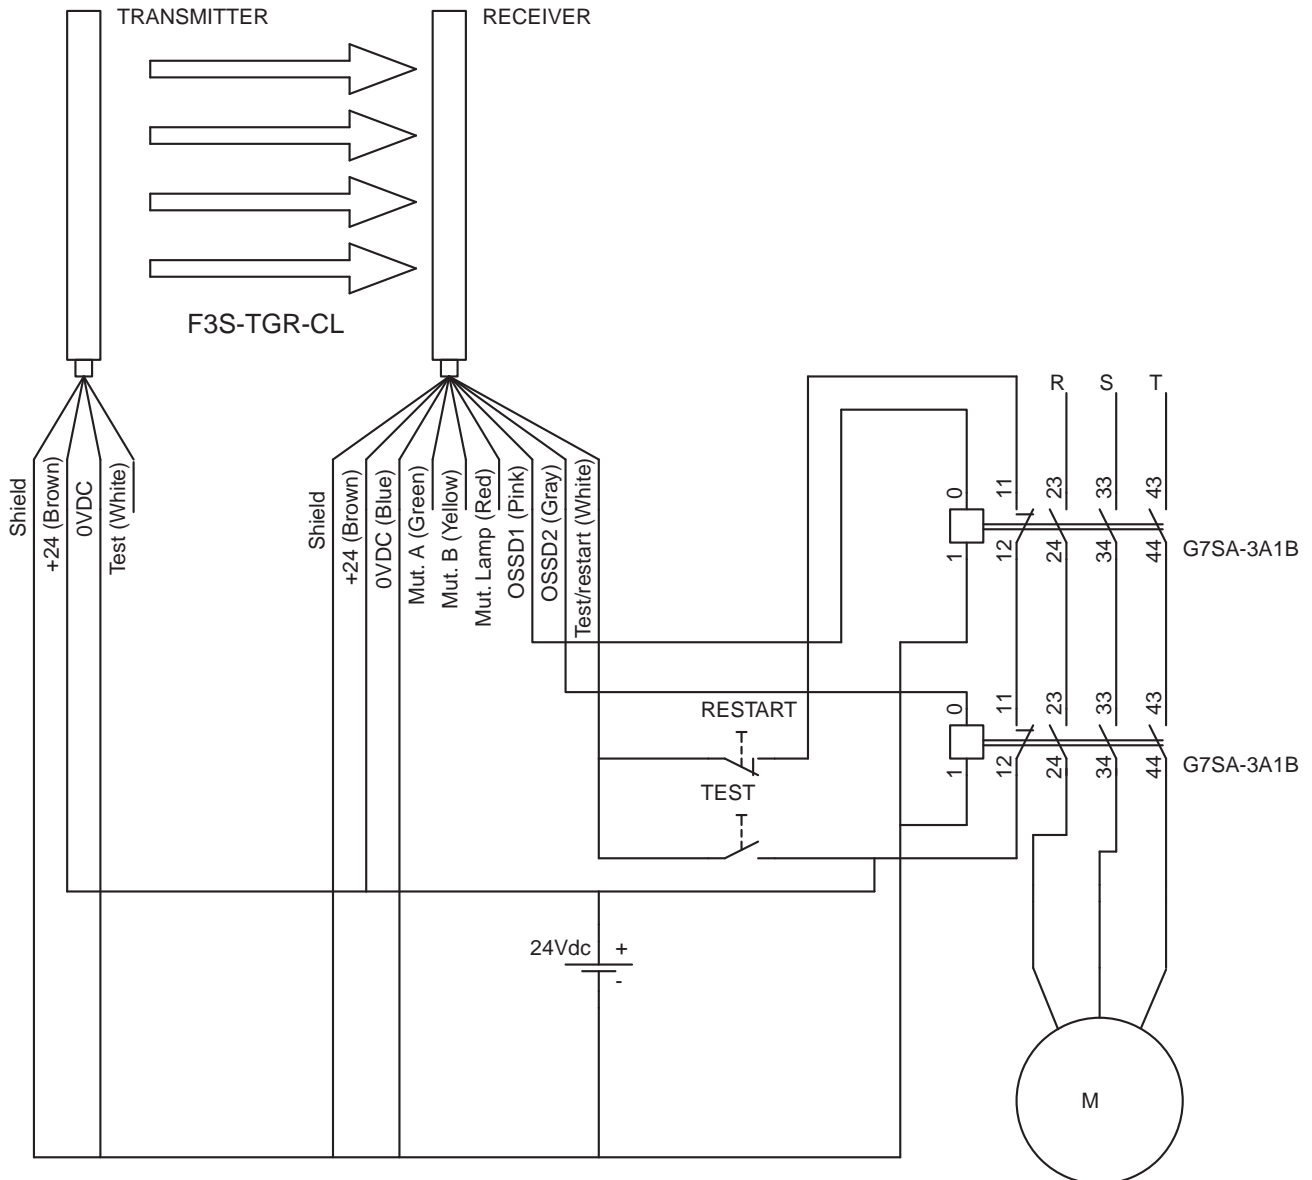 TRANSMITTER
RECEIVER
F3S-TGR-CL
Shield
+24 (Brown)
0VDC
Test (White)
Shield
+24 (Brown)
0VDC (Blue)
Mut. A (Green)
Mut. B (Yellow)
Mut. Lamp (Red)
OSSD1 (Pink)
OSSD2 (Gray)
Test/restart (White)
R S T
0 11 23 33 43
1 12 24 34 44
G7SA-3A1B
0 11 23 33 43
1 12 24 34 44
G7SA-3A1B
RESTART
TEST
24Vdc +
-
M